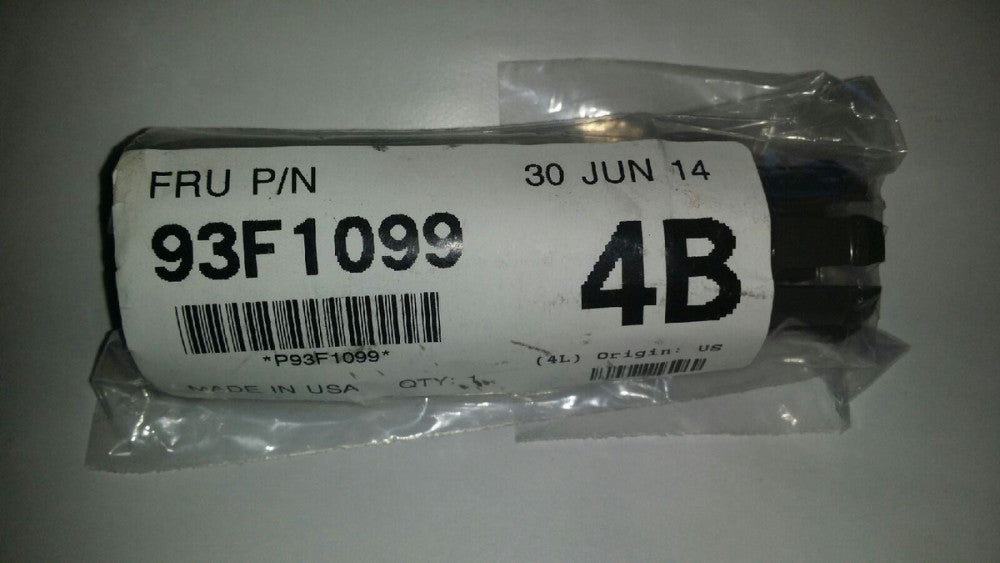 FRU P/N
30 JUN 14
93F1099
4B
*P93F1099*
(4L) Origin: US
MADE IN USA QTY: 1